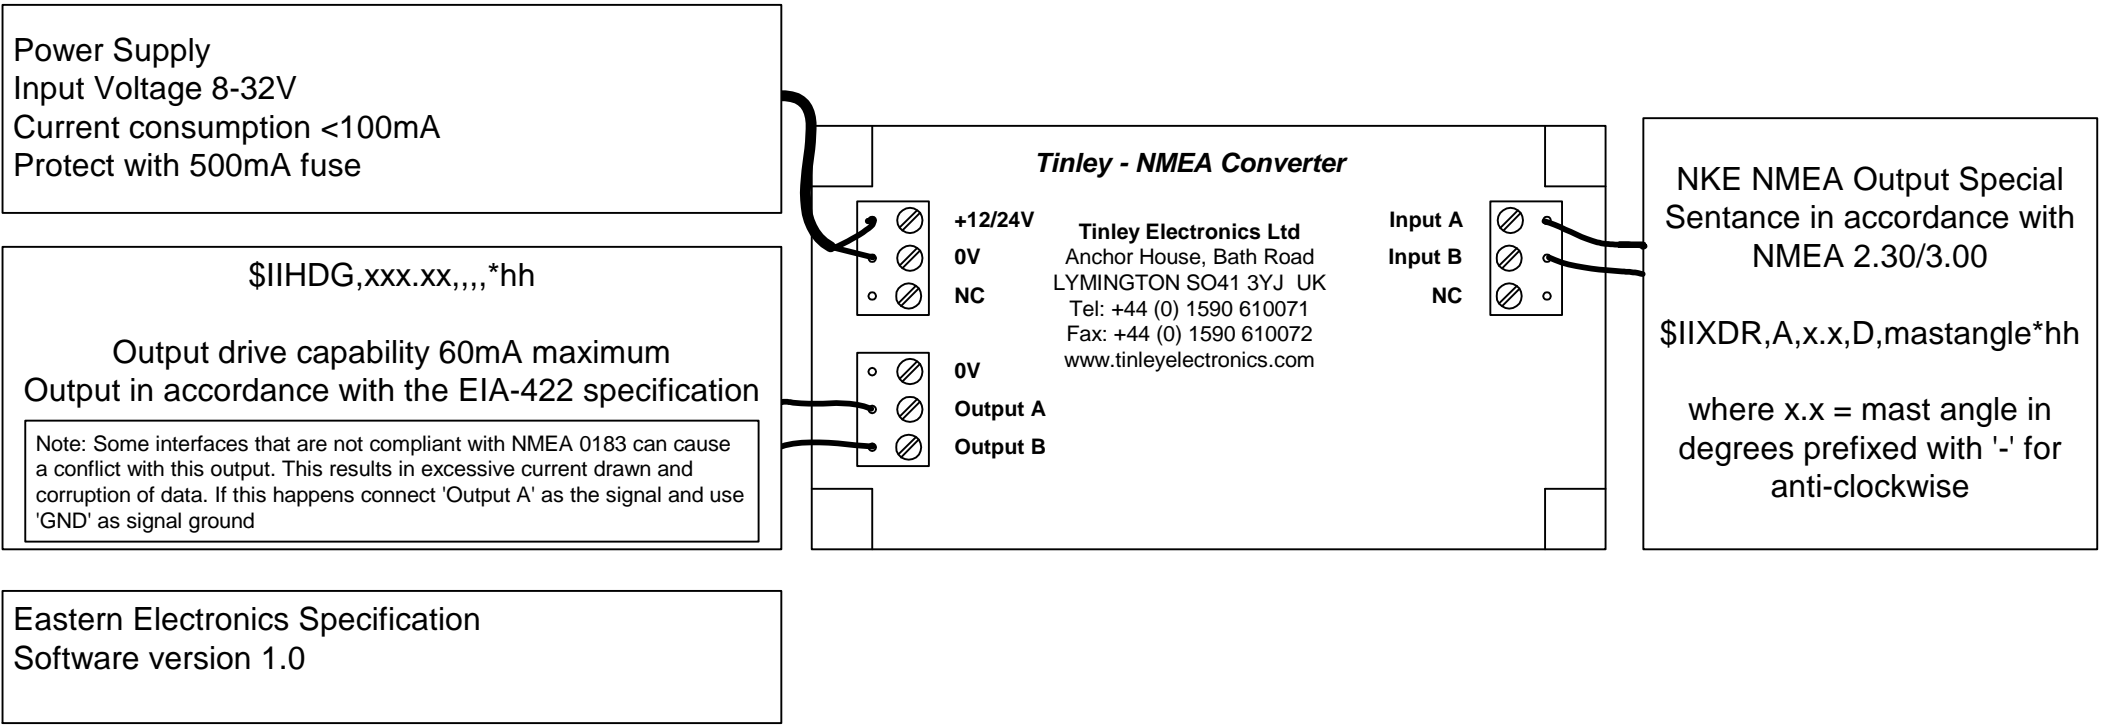 Power Supply
Input Voltage 8-32V
Current consumption <100mA
Protect with 500mA fuse
$IIHDG,xxx.xx,,,,*hh
Output drive capability 60mA maximum
Output in accordance with the EIA-422 specification
Note: Some interfaces that are not compliant with NMEA 0183 can cause
a conflict with this output. This results in excessive current drawn and
corruption of data. If this happens connect 'Output A' as the signal and use
'GND' as signal ground
Eastern Electronics Specification
Software version 1.0
Tinley - NMEA Converter
+12/24V
0V
NC
0V
Output A
Output B
Tinley Electronics Ltd
Anchor House, Bath Road
LYMINGTON SO41 3YJ  UK
Tel: +44 (0) 1590 610071
Fax: +44 (0) 1590 610072
www.tinleyelectronics.com
Input A
Input B
NC
NKE NMEA Output Special
Sentance in accordance with
NMEA 2.30/3.00
$IIXDR,A,x.x,D,mastangle*hh
where x.x = mast angle in
degrees prefixed with '-' for
anti-clockwise